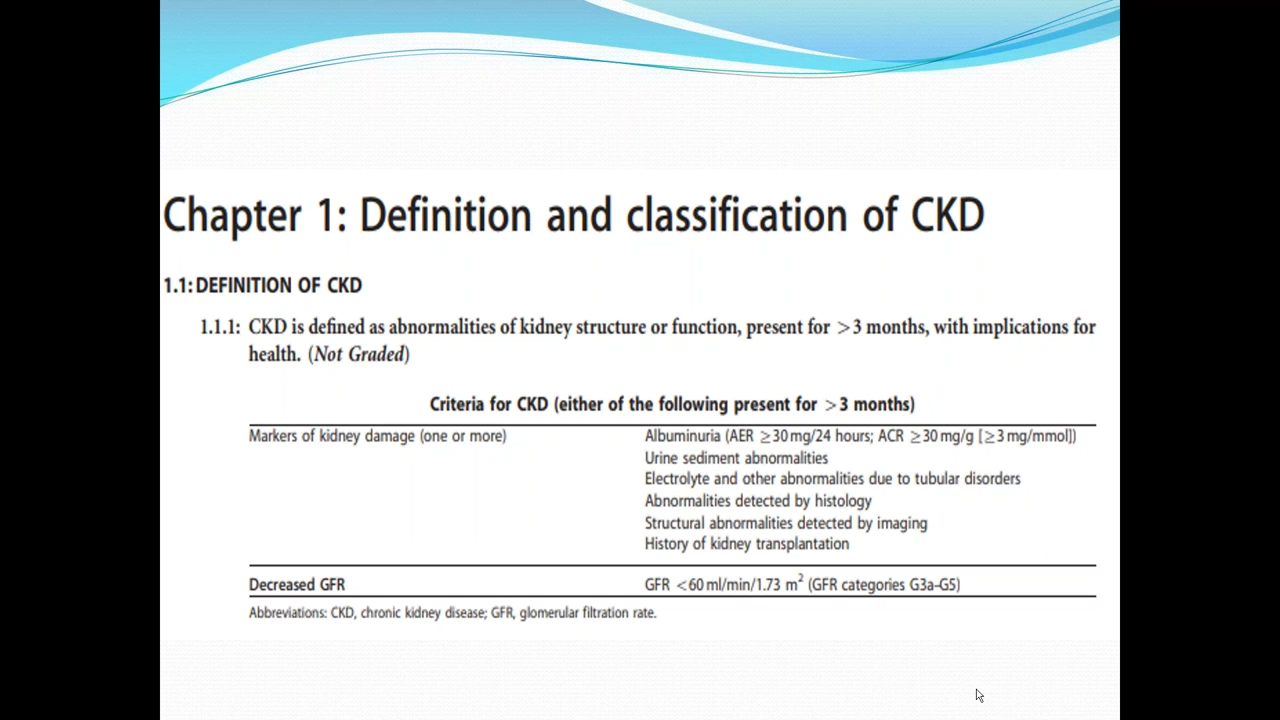 Chapter 1: Definition and classification of CKD
1.1: DEFINITION OF CKD
1.1.1: CKD is defined as abnormalities of kidney structure or function, present for >3 months, with implications for
health. (Not Graded)
Criteria for CKD (either of the following present for >3 months)
Markers of kidney damage (one or more) Albuminuria (AER ≥30 mg/24 hours; ACR ≥30 mg/g [≥3 mg/mmol])
Urine sediment abnormalities
Electrolyte and other abnormalities due to tubular disorders
Abnormalities detected by histology
Structural abnormalities detected by imaging
History of kidney transplantation
Decreased GFR GFR <60 ml/min/1.73 m² (GFR categories G3a–G5)
Abbreviations: CKD, chronic kidney disease; GFR, glomerular filtration rate.